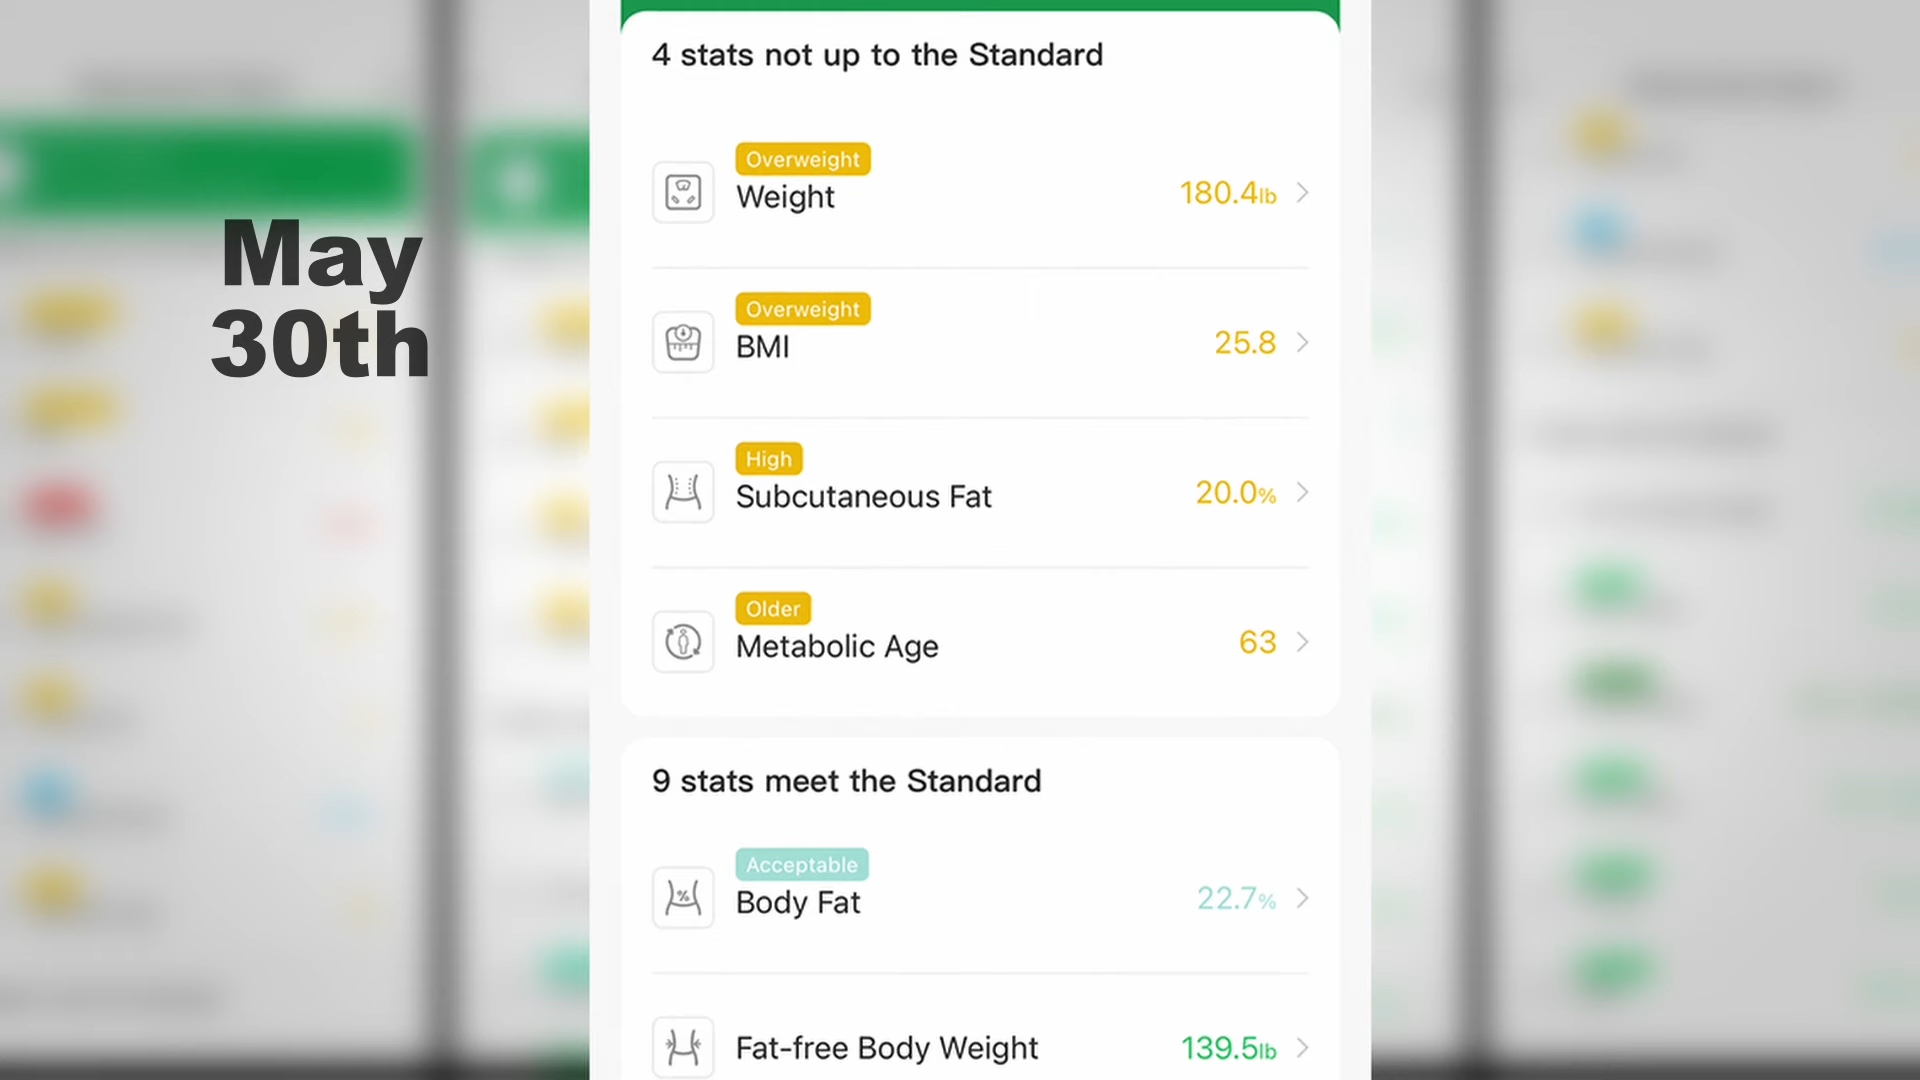 May
30th
4 stats not up to the Standard
Overweight
Weight
180.4lb
Overweight
BMI
25.8
High
Subcutaneous Fat
20.0%
Older
Metabolic Age
63
9 stats meet the Standard
Acceptable
Body Fat
22.7%
Fat-free Body Weight
139.5lb